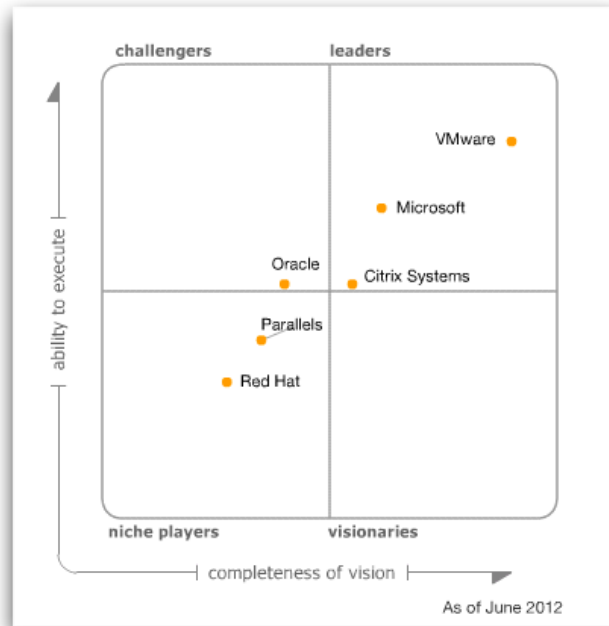 challengers
leaders
VMware
Microsoft
Oracle
Citrix Systems
ability to execute
Parallels
Red Hat
niche players
visionaries
completeness of vision
As of June 2012